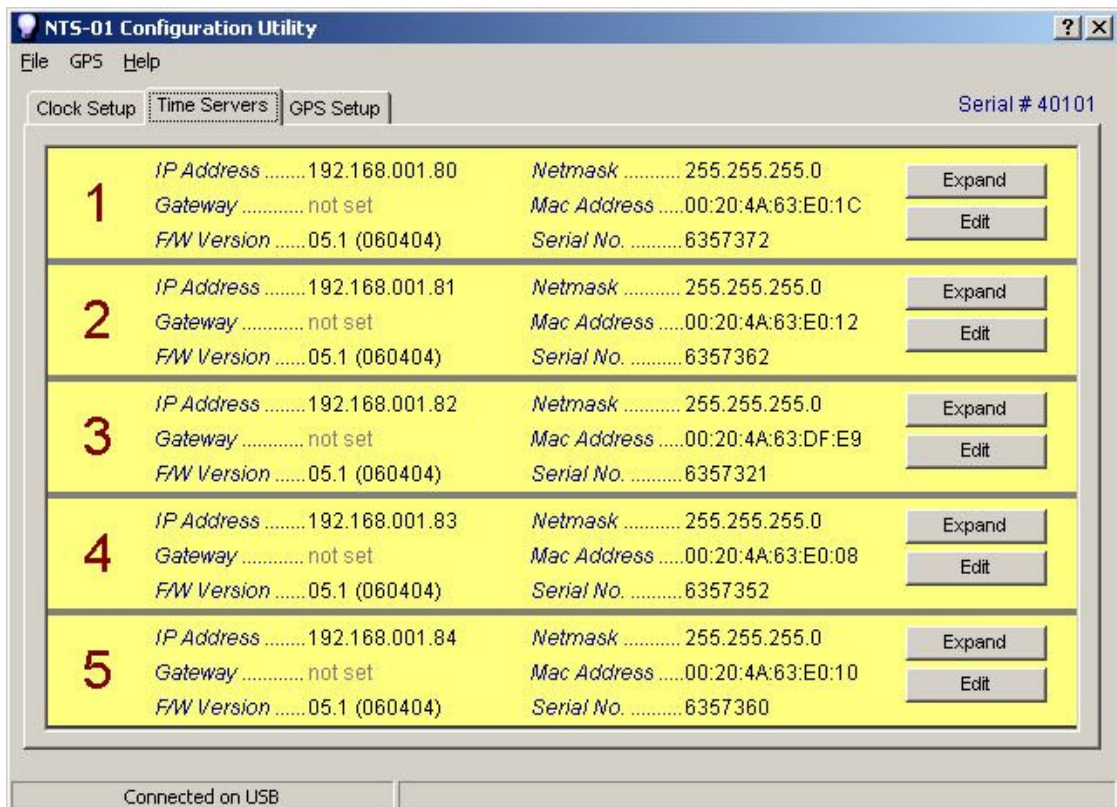 NTS-01 Configuration Utility ? X
File GPS Help
Clock Setup Time Servers GPS Setup Serial # 40101
1
IP Address ........192.168.001.80 Netmask .......... 255.255.255.0 Expand
Gateway ............ not set Mac Address .....00:20:4A:63:E0:1C Edit
F/W Version ......05.1 (060404) Serial No. ..........6357372
2
IP Address ........192.168.001.81 Netmask .......... 255.255.255.0 Expand
Gateway ............ not set Mac Address .....00:20:4A:63:E0:12 Edit
F/W Version ......05.1 (060404) Serial No. ..........6357362
3
IP Address ........192.168.001.82 Netmask .......... 255.255.255.0 Expand
Gateway ............ not set Mac Address .....00:20:4A:63:DF:E9 Edit
F/W Version ......05.1 (060404) Serial No. ..........6357321
4
IP Address ........192.168.001.83 Netmask .......... 255.255.255.0 Expand
Gateway ............ not set Mac Address .....00:20:4A:63:E0:08 Edit
F/W Version ......05.1 (060404) Serial No. ..........6357352
5
IP Address ........192.168.001.84 Netmask .......... 255.255.255.0 Expand
Gateway ............ not set Mac Address .....00:20:4A:63:E0:10 Edit
F/W Version ......05.1 (060404) Serial No. ..........6357360
Connected on USB